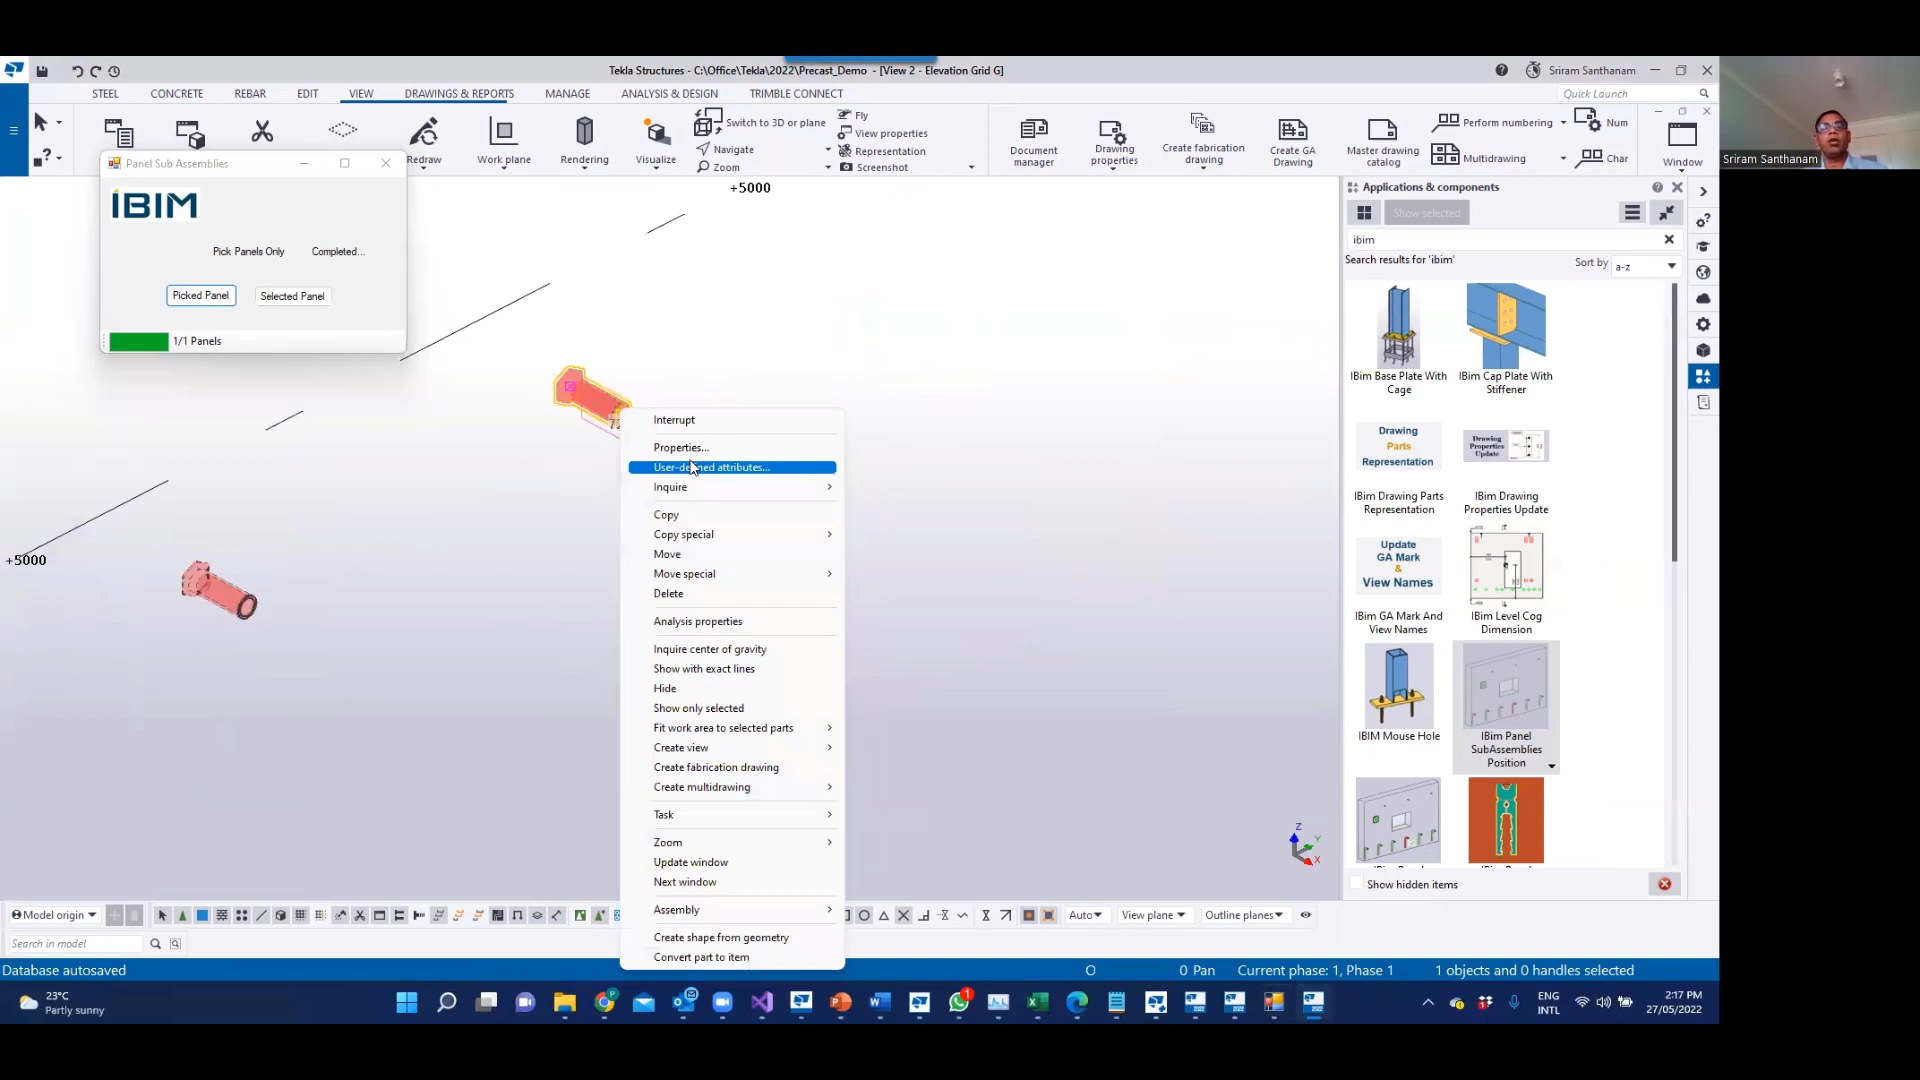 Tekla Structures - C:\Office\Tekla\2022\Precast_Demo - [View 2 - Elevation Grid G]
Sriram Santhanam
STEEL
CONCRETE
REBAR
EDIT
VIEW
DRAWINGS & REPORTS
MANAGE
ANALYSIS & DESIGN
TRIMBLE CONNECT
Quick Launch
Redraw
Work plane
Rendering
Visualize
Switch to 3D or plane
Navigate
Zoom
Fly
View properties
Representation
Screenshot
Document
manager
Drawing
properties
Create fabrication
drawing
Create GA
Drawing
Master drawing
catalog
Perform numbering
Multidrawing
Num
Char
Window
Sriram Santhanam
Panel Sub Assemblies
IBIM
Pick Panels Only
Completed...
Picked Panel
Selected Panel
1/1 Panels
+5000
+5000
Interrupt
Properties...
User-defined attributes...
Inquire
Copy
Copy special
Move
Move special
Delete
Analysis properties
Inquire center of gravity
Show with exact lines
Hide
Show only selected
Fit work area to selected parts
Create view
Create fabrication drawing
Create multidrawing
Task
Zoom
Update window
Next window
Assembly
Create shape from geometry
Convert part to item
Z
Y
X
Applications & components
Show selected
ibim
Search results for 'ibim'
Sort by
a-z
IBim Base Plate With
Cage
IBim Cap Plate With
Stiffener
Drawing
Parts
Representation
Drawing
Properties
Update
IBim Drawing Parts
Representation
IBim Drawing
Properties Update
Update
GA Mark
&
View Names
IBim GA Mark And
View Names
IBim Level Cog
Dimension
IBIM Mouse Hole
IBim Panel
SubAssemblies
Position
Show hidden items
Model origin
Auto
View plane
Outline planes
Search in model
Database autosaved
O
0 Pan
Current phase: 1, Phase 1
1 objects and 0 handles selected
23°C
Partly sunny
1
ENG
INTL
2:17 PM
27/05/2022